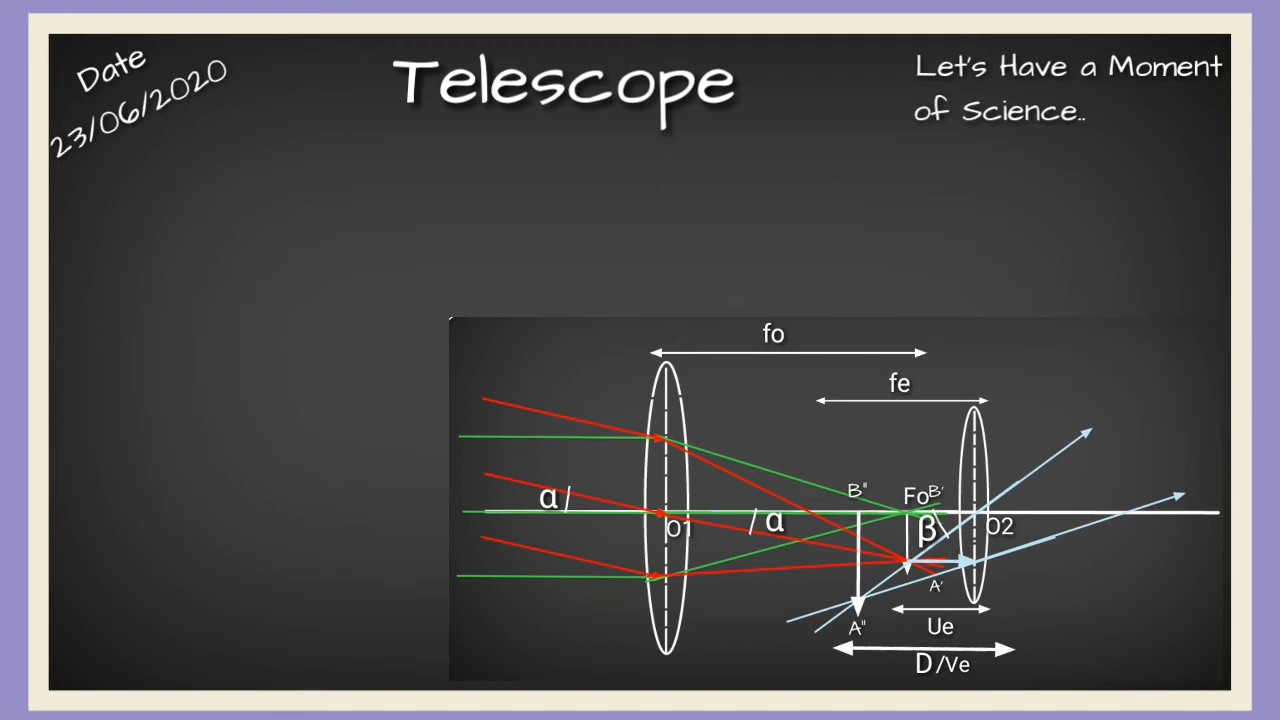 Date
23/06/2020
Telescope
Let's Have a Moment
of Science..
fo
fe
α
B"
Fo
B'
O1
α
β
O2
A'
A"
Ue
D/Ve